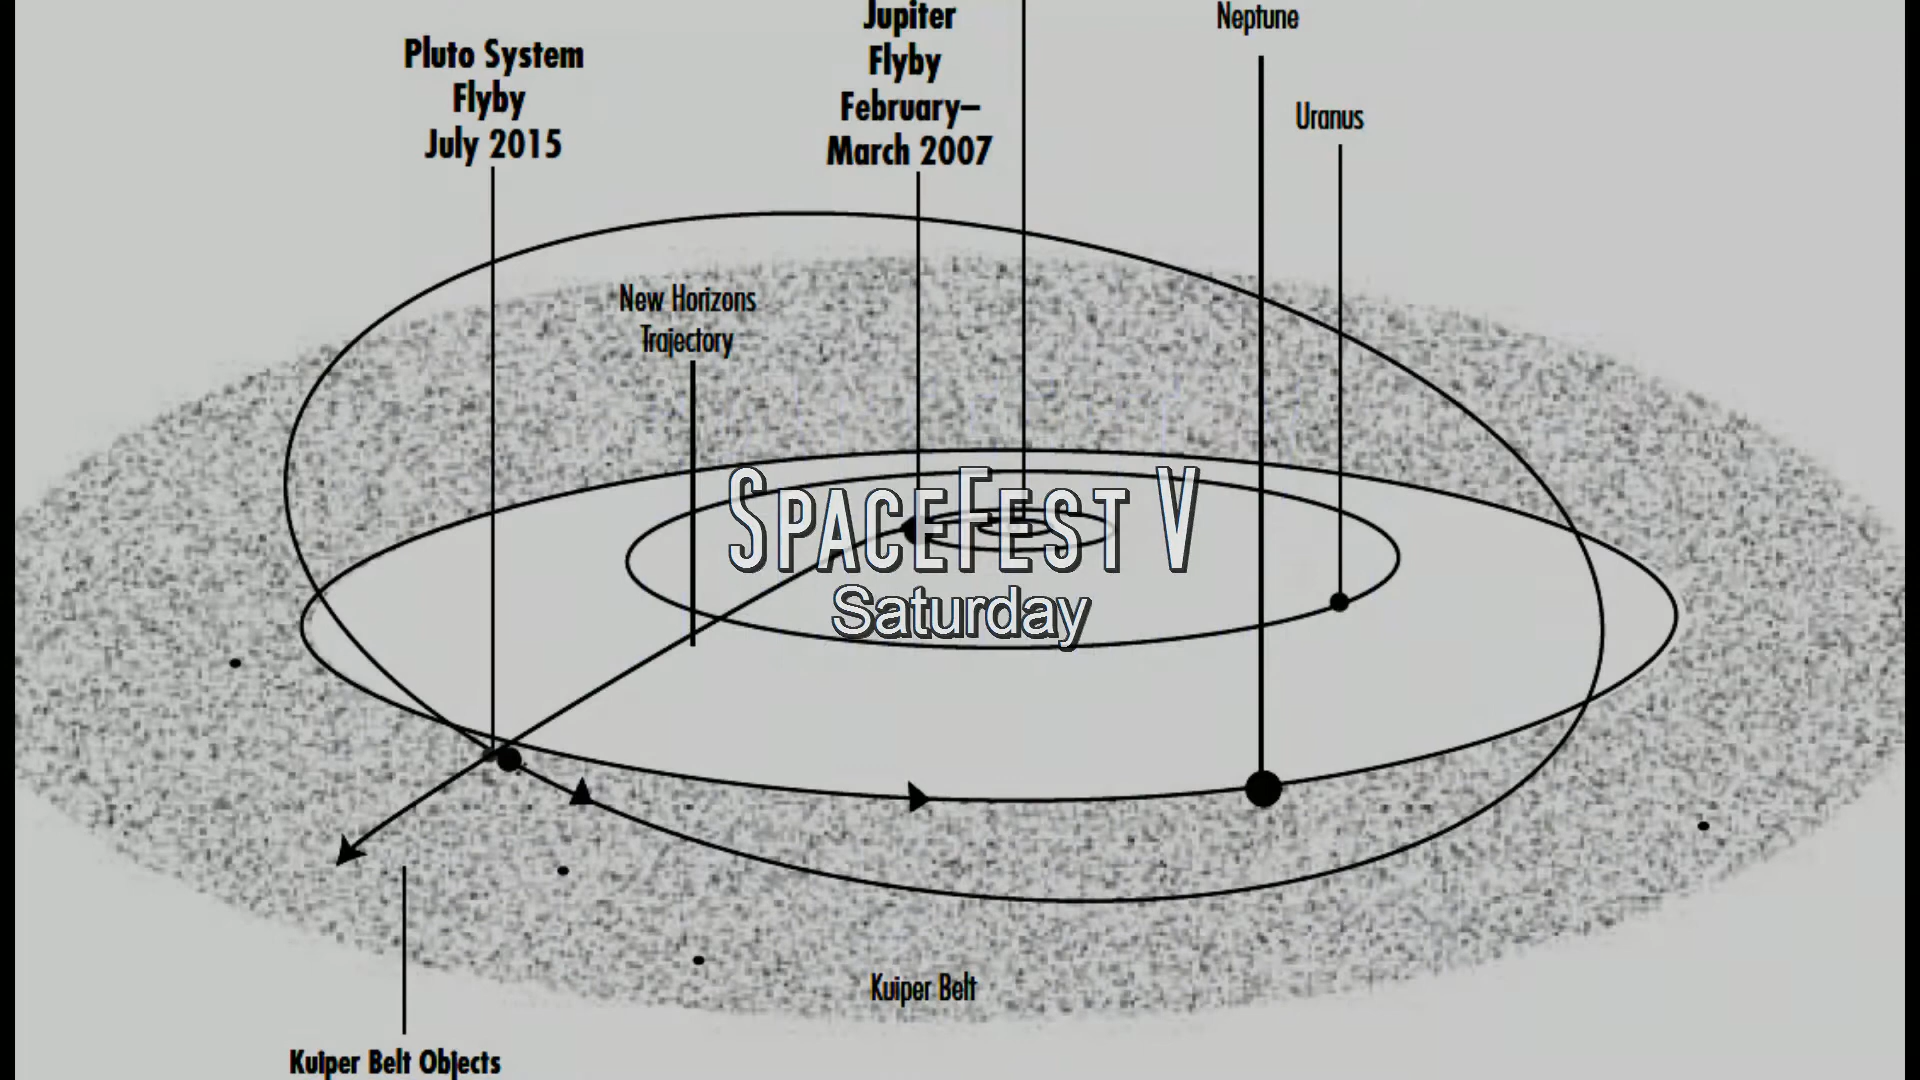 Pluto System
Flyby
July 2015
Jupiter
Flyby
February–
March 2007
Neptune
Uranus
New Horizons
Trajectory
SPACEFEST V
Saturday
Kuiper Belt
Kuiper Belt Objects